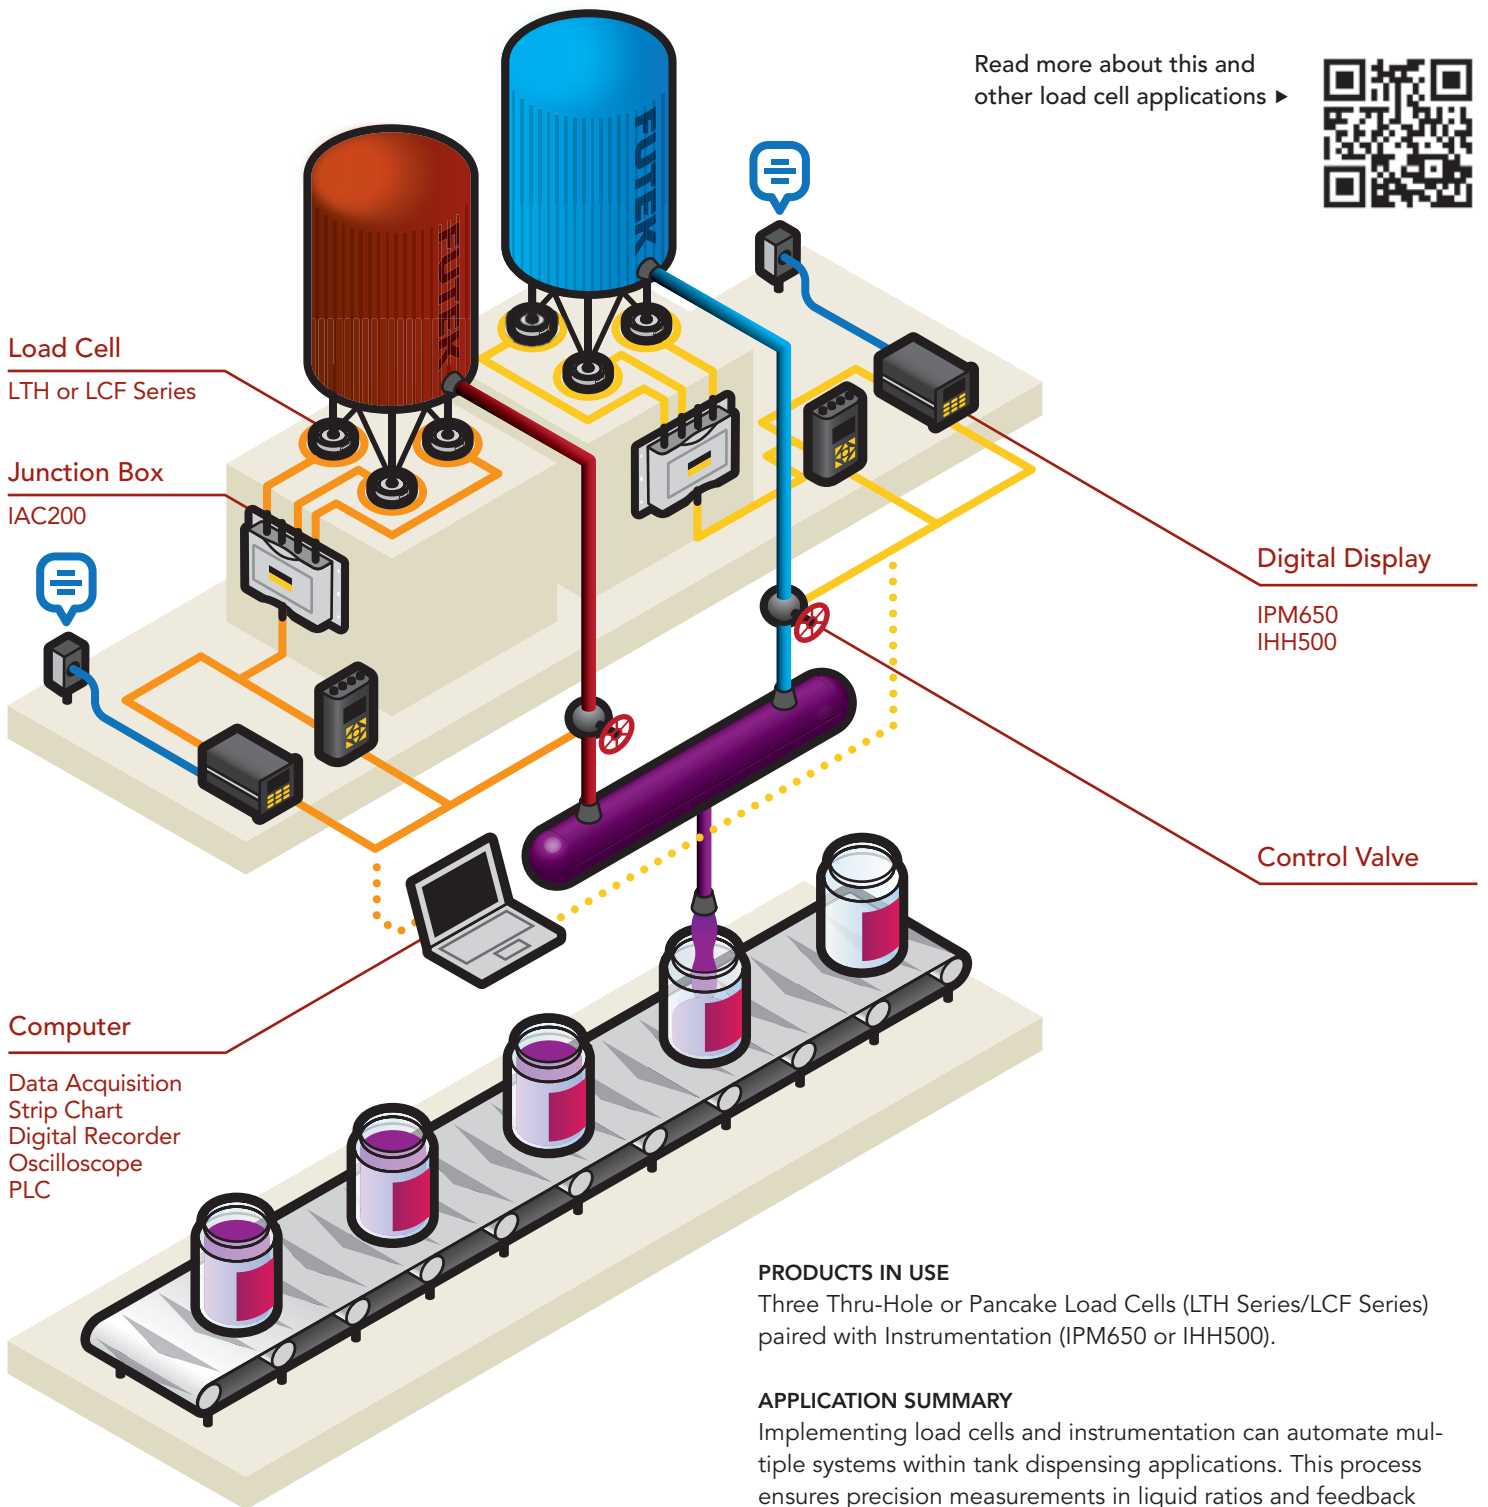 Read more about this and
other load cell applications ▶
FUTEK
FUTEK
Load Cell
LTH or LCF Series
Junction Box
IAC200
Digital Display
IPM650
IHH500
Control Valve
Computer
Data Acquisition
Strip Chart
Digital Recorder
Oscilloscope
PLC
PRODUCTS IN USE
Three Thru-Hole or Pancake Load Cells (LTH Series/LCF Series)
paired with Instrumentation (IPM650 or IHH500).
APPLICATION SUMMARY
Implementing load cells and instrumentation can automate mul-
tiple systems within tank dispensing applications. This process
ensures precision measurements in liquid ratios and feedback